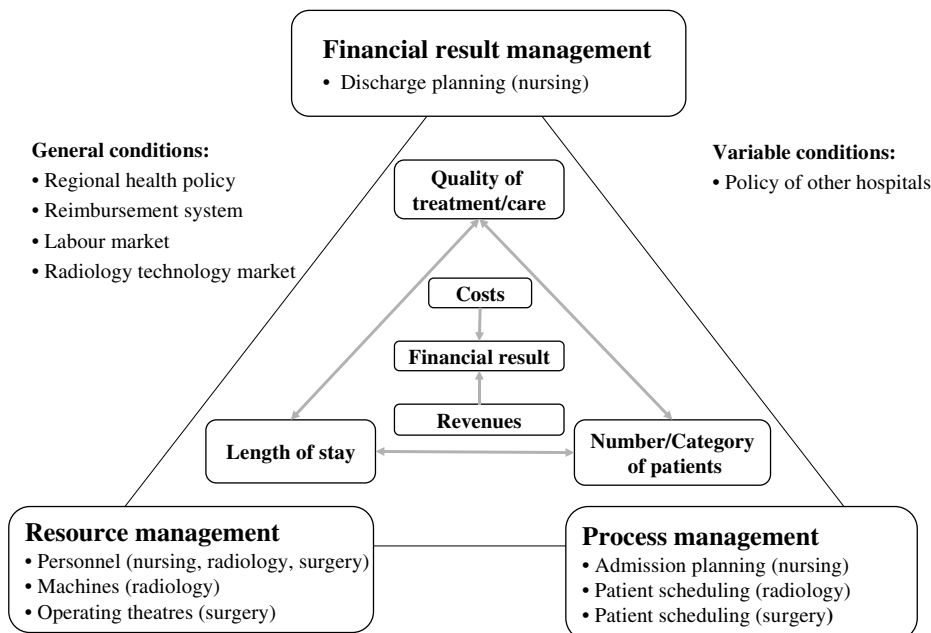 Financial result management
• Discharge planning (nursing)
General conditions:
• Regional health policy
• Reimbursement system
• Labour market
• Radiology technology market
Variable conditions:
• Policy of other hospitals
Quality of
treatment/care
Costs
Financial result
Revenues
Length of stay
Number/Category
of patients
Resource management
• Personnel (nursing, radiology, surgery)
• Machines (radiology)
• Operating theatres (surgery)
Process management
• Admission planning (nursing)
• Patient scheduling (radiology)
• Patient scheduling (surgery)